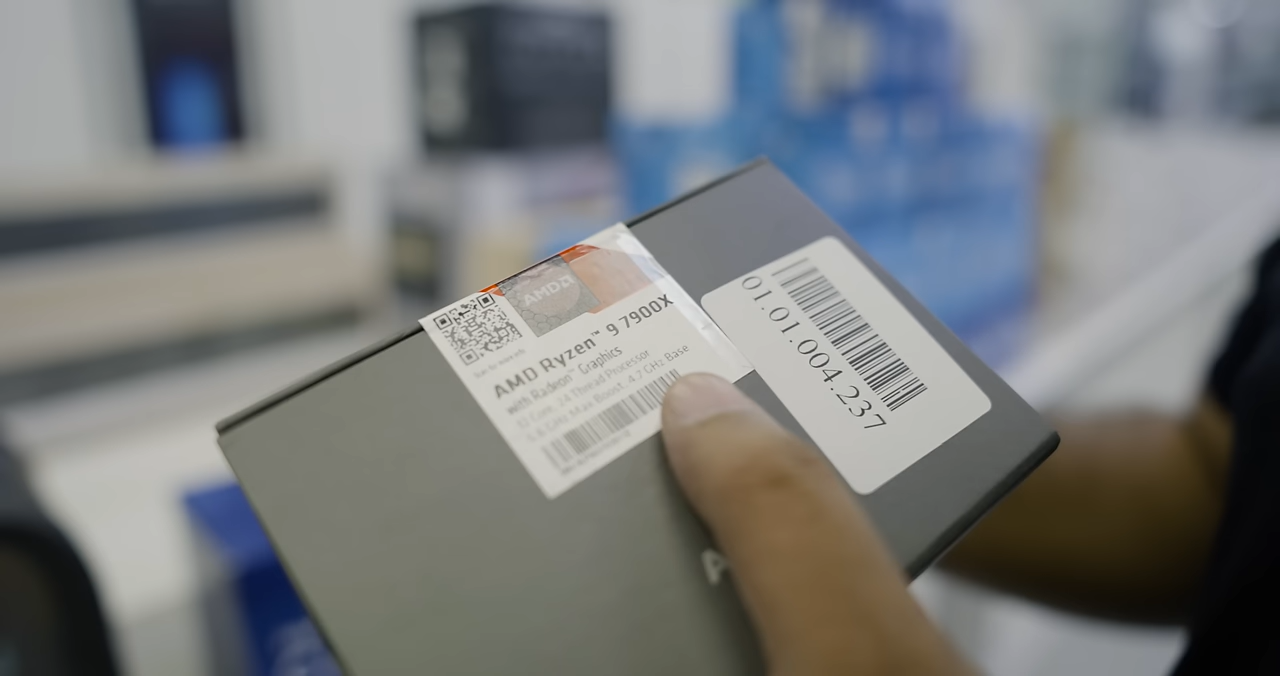 AMD
AMD Ryzen™ 9 7900X
with Radeon™ Graphics
12 Core, 24 Thread Processor
5.6 GHz Max Boost, 4.7 GHz Base
01.01.004.237